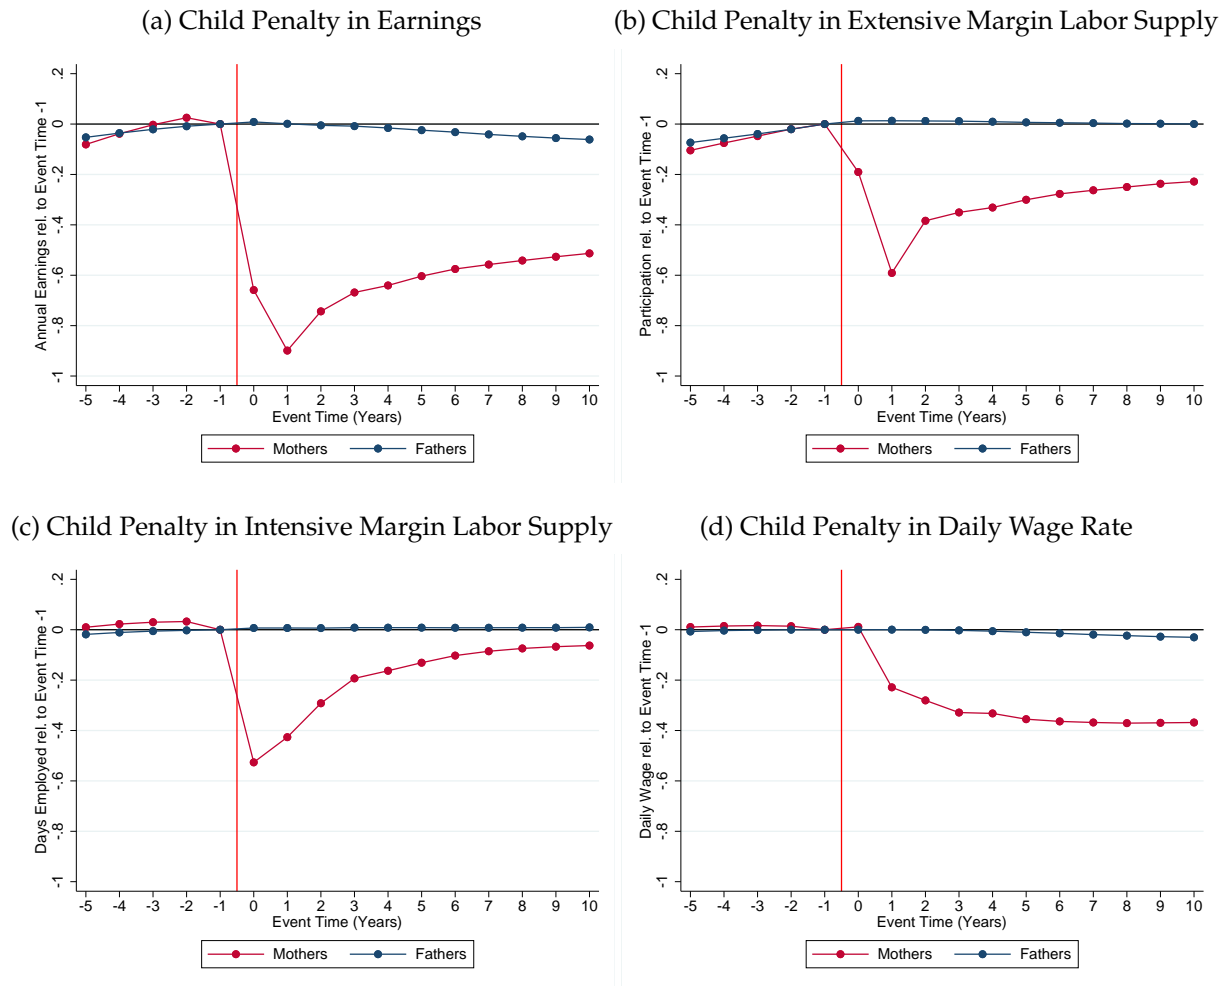 (a) Child Penalty in Earnings
Annual Earnings rel. to Event Time -1
.2
0
-.2
-.4
-.6
-.8
-1
-5 -4 -3 -2 -1 0 1 2 3 4 5 6 7 8 9 10
Event Time (Years)
Mothers Fathers
(b) Child Penalty in Extensive Margin Labor Supply
Participation rel. to Event Time -1
.2
0
-.2
-.4
-.6
-.8
-1
-5 -4 -3 -2 -1 0 1 2 3 4 5 6 7 8 9 10
Event Time (Years)
Mothers Fathers
(c) Child Penalty in Intensive Margin Labor Supply
Days Employed rel. to Event Time -1
.2
0
-.2
-.4
-.6
-.8
-1
-5 -4 -3 -2 -1 0 1 2 3 4 5 6 7 8 9 10
Event Time (Years)
Mothers Fathers
(d) Child Penalty in Daily Wage Rate
Daily Wage rel. to Event Time -1
.2
0
-.2
-.4
-.6
-.8
-1
-5 -4 -3 -2 -1 0 1 2 3 4 5 6 7 8 9 10
Event Time (Years)
Mothers Fathers